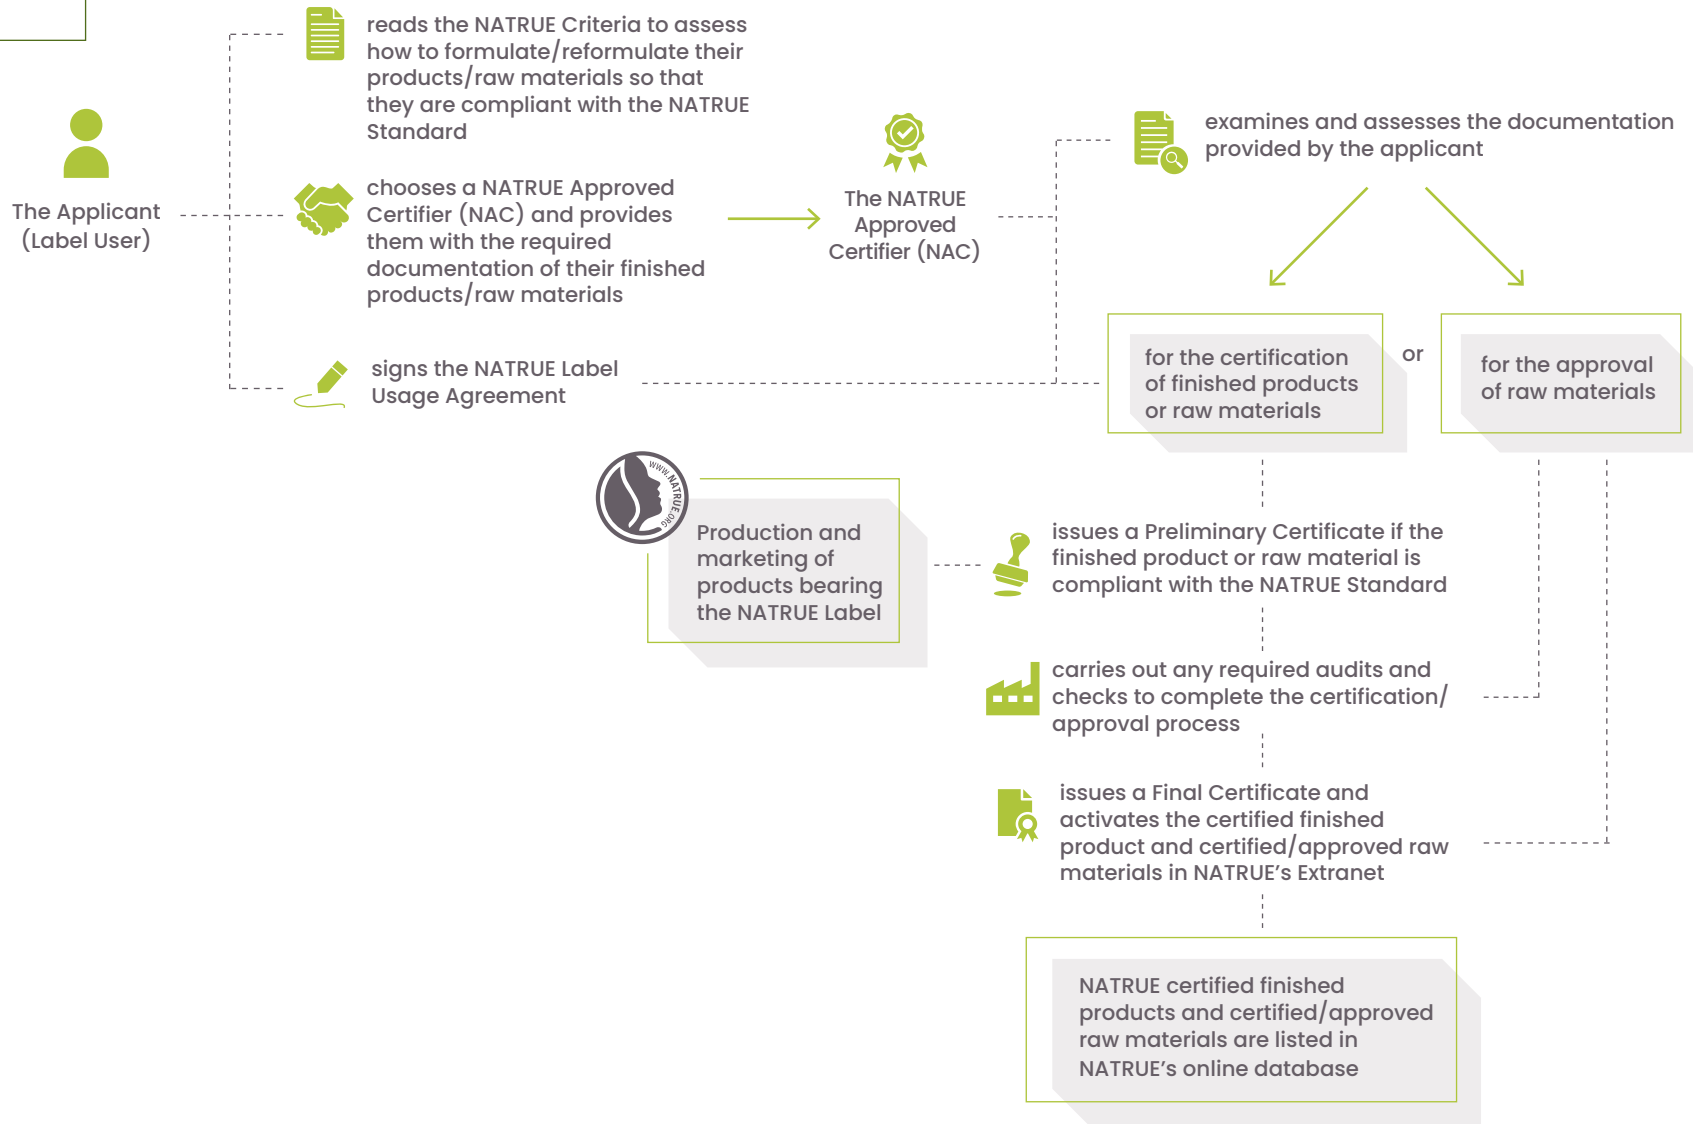 The Applicant
(Label User)
reads the NATRUE Criteria to assess
how to formulate/reformulate their
products/raw materials so that
they are compliant with the NATRUE
Standard
chooses a NATRUE Approved
Certifier (NAC) and provides
them with the required
documentation of their finished
products/raw materials
signs the NATRUE Label
Usage Agreement
The NATRUE
Approved
Certifier (NAC)
examines and assesses the documentation
provided by the applicant
for the certification
of finished products
or raw materials
or
for the approval
of raw materials
WWW.NATRUE.ORG
Production and
marketing of
products bearing
the NATRUE Label
issues a Preliminary Certificate if the
finished product or raw material is
compliant with the NATRUE Standard
carries out any required audits and
checks to complete the certification/
approval process
issues a Final Certificate and
activates the certified finished
product and certified/approved raw
materials in NATRUE’s Extranet
NATRUE certified finished
products and certified/approved
raw materials are listed in
NATRUE’s online database